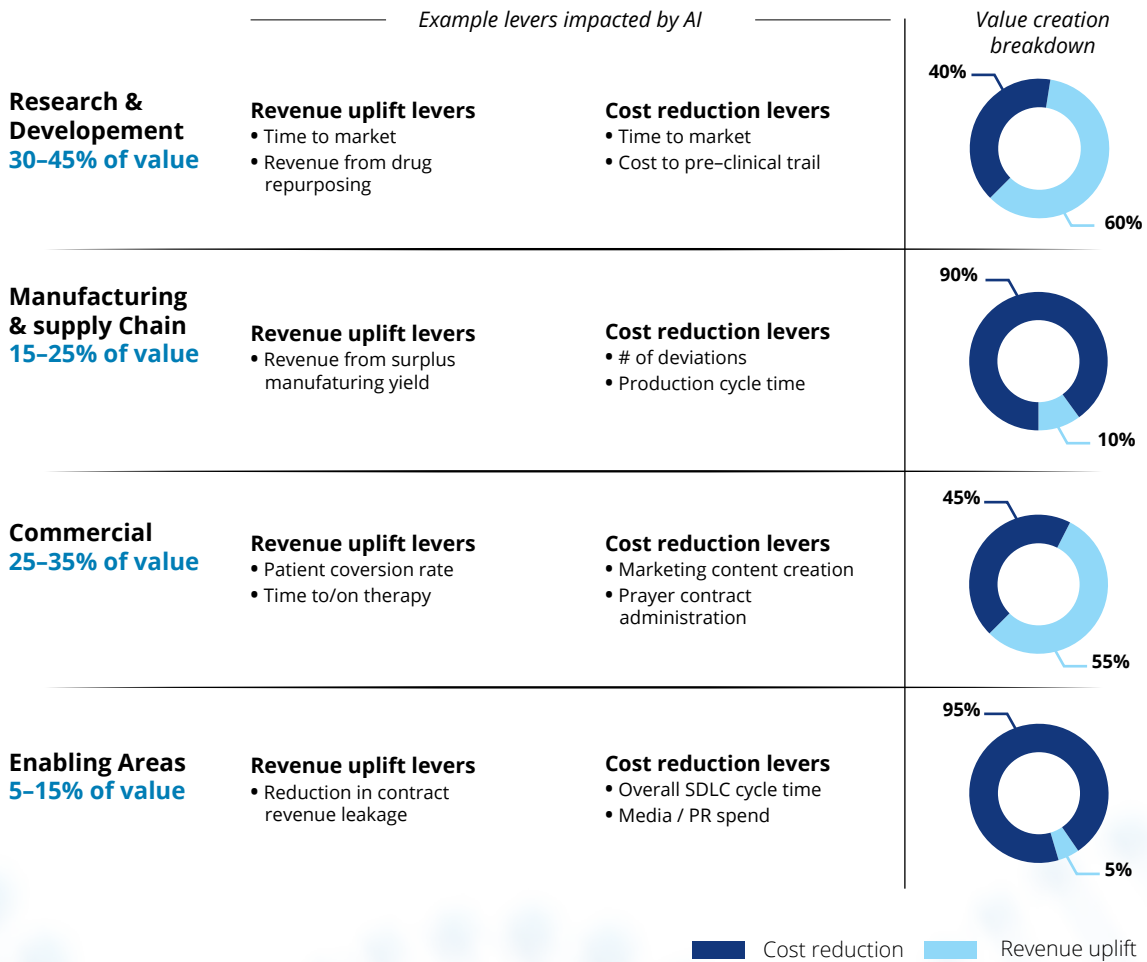 Example levers impacted by AI
Value creation
breakdown
Research &
Developement
30–45% of value
Revenue uplift levers
• Time to market
• Revenue from drug
repurposing
Cost reduction levers
• Time to market
• Cost to pre–clinical trail
40%
60%
Manufacturing
& supply Chain
15–25% of value
Revenue uplift levers
• Revenue from surplus
manufaturing yield
Cost reduction levers
• # of deviations
• Production cycle time
90%
10%
Commercial
25–35% of value
Revenue uplift levers
• Patient coversion rate
• Time to/on therapy
Cost reduction levers
• Marketing content creation
• Prayer contract
administration
45%
55%
Enabling Areas
5–15% of value
Revenue uplift levers
• Reduction in contract
revenue leakage
Cost reduction levers
• Overall SDLC cycle time
• Media / PR spend
95%
5%
Cost reduction
Revenue uplift